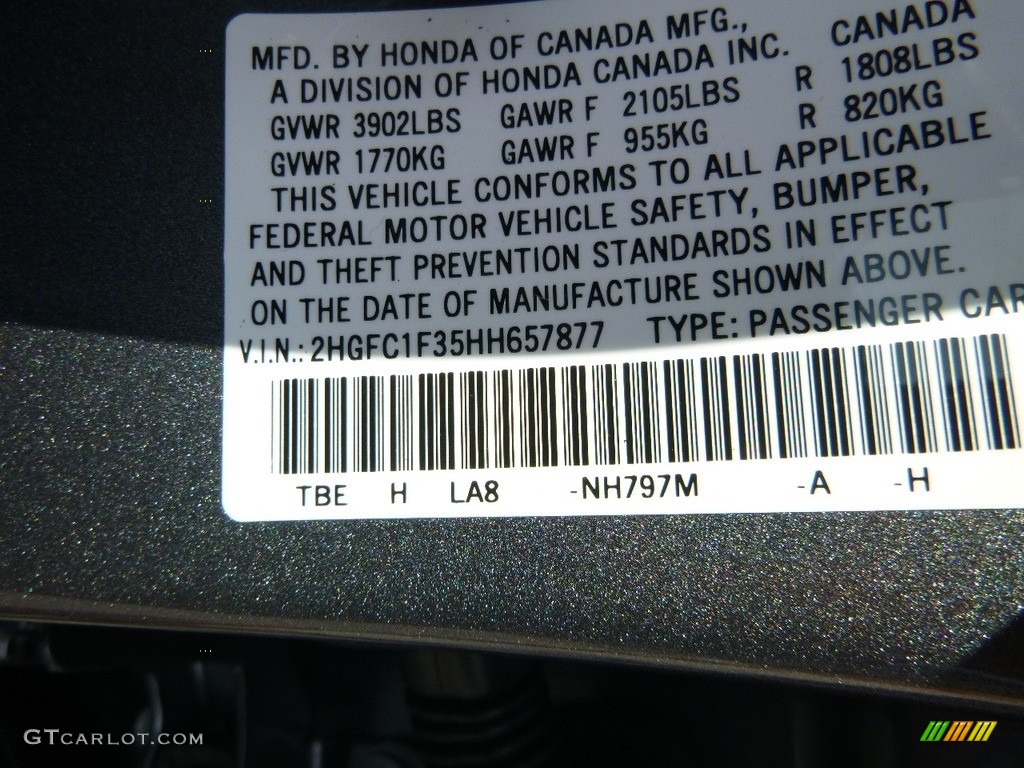 MFD. BY HONDA OF CANADA MFG.,
A DIVISION OF HONDA CANADA INC. CANADA
GVWR 3902LBS GAWR F 2105LBS R 1808LBS
GVWR 1770KG GAWR F 955KG R 820KG
THIS VEHICLE CONFORMS TO ALL APPLICABLE
FEDERAL MOTOR VEHICLE SAFETY, BUMPER,
AND THEFT PREVENTION STANDARDS IN EFFECT
ON THE DATE OF MANUFACTURE SHOWN ABOVE.
V.I.N.: 2HGFC1F35HH657877 TYPE: PASSENGER CAR
TBE H LA8 -NH797M -A -H
GTCARLOT.COM